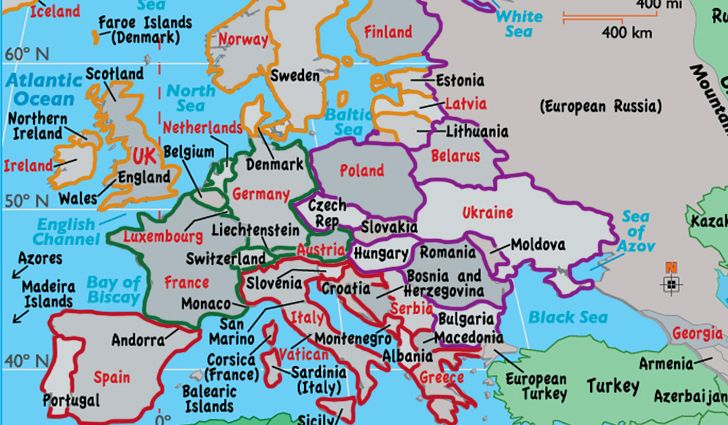 Iceland
Sea
Faroe Islands
(Denmark)
Norway
Finland
White
Sea
400 mi
400 km
60° N
Atlantic
Ocean
Scotland
Sweden
Estonia
North
Sea
Baltic
Sea
Latvia
(European Russia)
Northern
Ireland
Netherlands
Lithuania
Ireland
UK
Belgium
Denmark
Belarus
Wales
England
Germany
Poland
50° N
English
Channel
Luxembourg
Czech
Rep
Ukraine
Liechtenstein
Slovakia
Sea
of
Azov
Azores
Switzerland
Austria
Hungary
Romania
Moldova
Madeira
Islands
Bay of
Biscay
France
Slovenia
Croatia
Bosnia and
Herzegovina
N
Monaco
Italy
Serbia
Black Sea
San
Marino
Bulgaria
Andorra
Vatican
Montenegro
Macedonia
Georgia
40° N
Corsica
(France)
Albania
Armenia
Spain
Sardinia
(Italy)
Greece
European
Turkey
Turkey
Portugal
Balearic
Islands
Azerbaijan
0°
Sicily